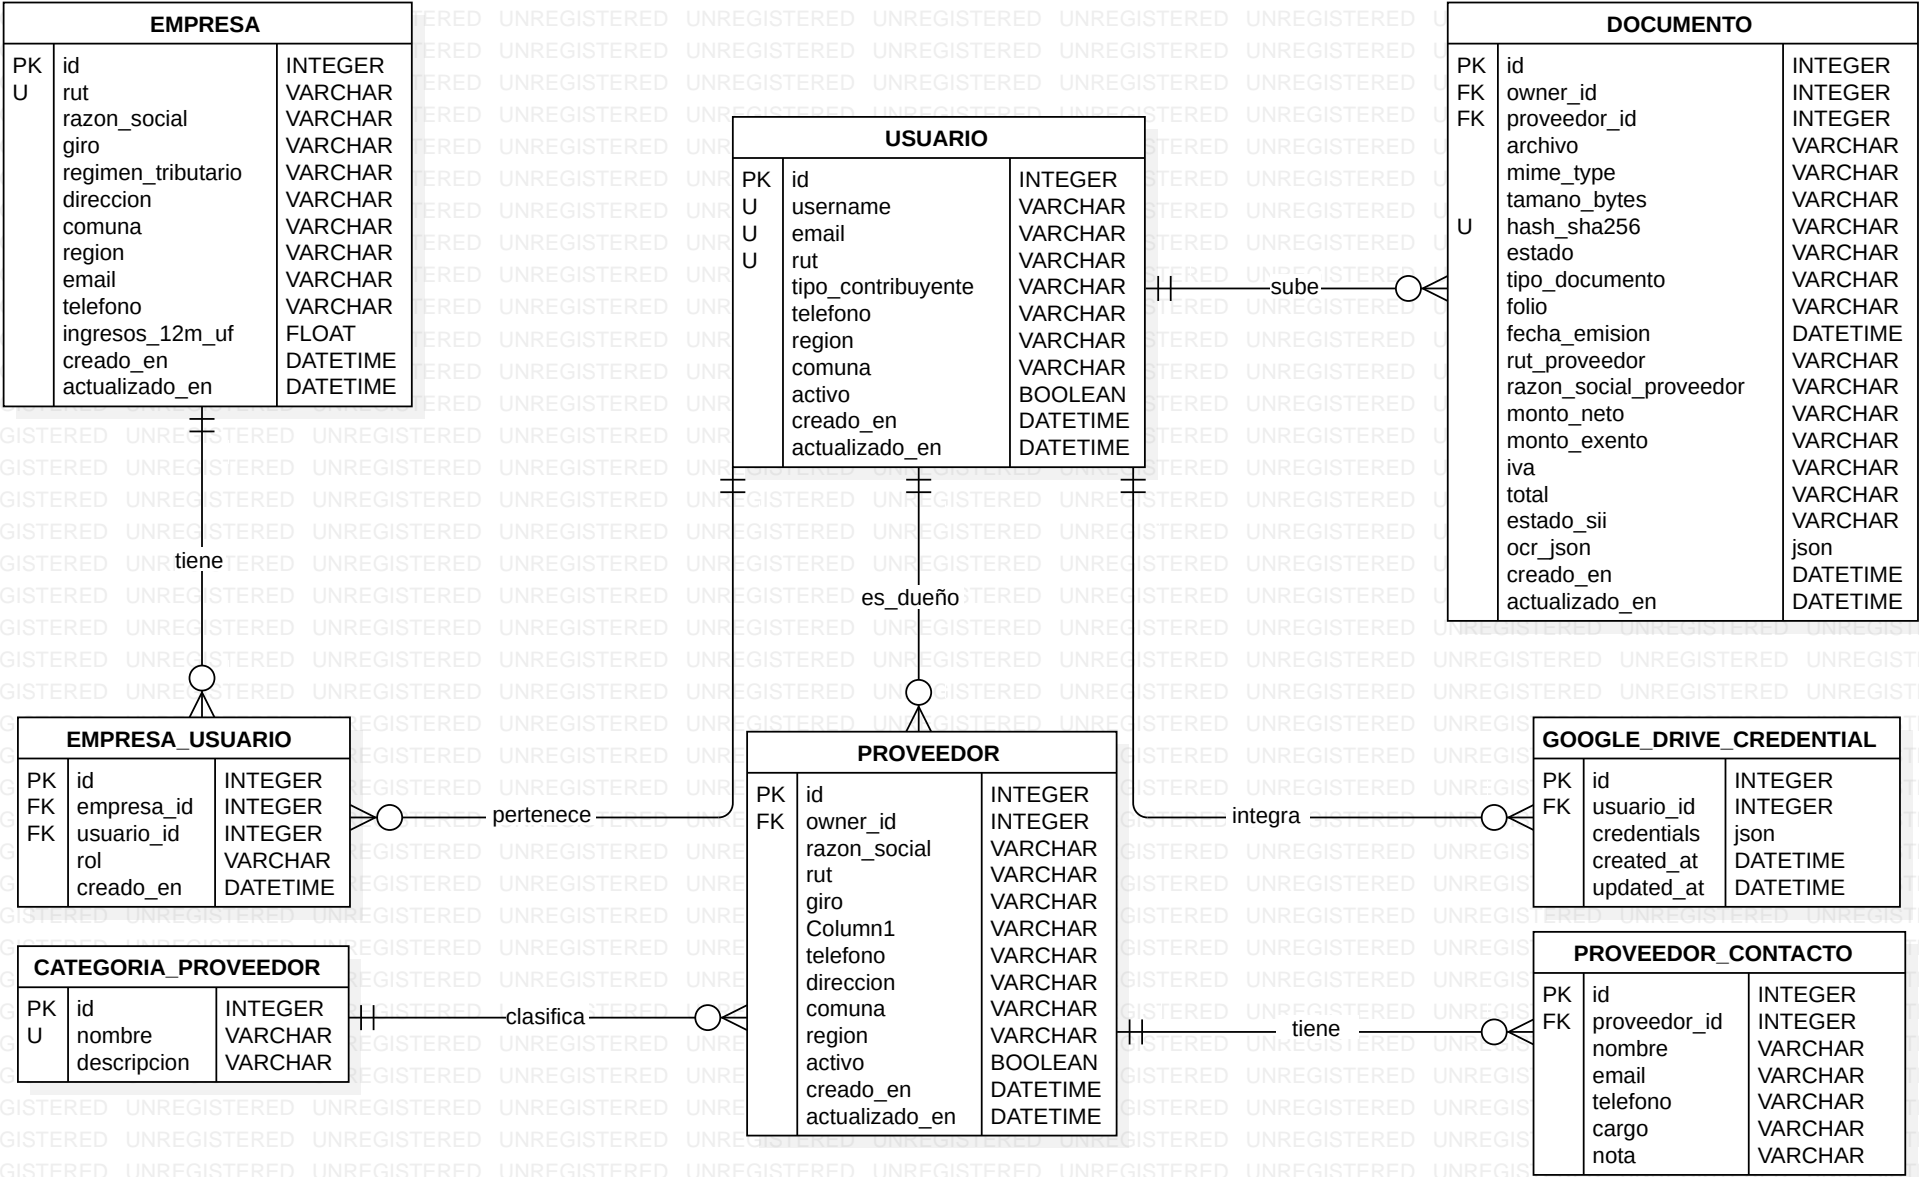 EMPRESA
PK id INTEGER
U rut VARCHAR
razon_social VARCHAR
giro VARCHAR
regimen_tributario VARCHAR
direccion VARCHAR
comuna VARCHAR
region VARCHAR
email VARCHAR
telefono VARCHAR
ingresos_12m_uf FLOAT
creado_en DATETIME
actualizado_en DATETIME
USUARIO
PK id INTEGER
U username VARCHAR
U email VARCHAR
U rut VARCHAR
tipo_contribuyente VARCHAR
telefono VARCHAR
region VARCHAR
comuna VARCHAR
activo BOOLEAN
creado_en DATETIME
actualizado_en DATETIME
sube
DOCUMENTO
PK id INTEGER
FK owner_id INTEGER
FK proveedor_id INTEGER
archivo VARCHAR
mime_type VARCHAR
tamano_bytes VARCHAR
U hash_sha256 VARCHAR
estado VARCHAR
tipo_documento VARCHAR
folio VARCHAR
fecha_emision DATETIME
rut_proveedor VARCHAR
razon_social_proveedor VARCHAR
monto_neto VARCHAR
monto_exento VARCHAR
iva VARCHAR
total VARCHAR
estado_sii VARCHAR
ocr_json json
creado_en DATETIME
actualizado_en DATETIME
tiene
es_dueño
EMPRESA_USUARIO
PK id INTEGER
FK empresa_id INTEGER
FK usuario_id INTEGER
rol VARCHAR
creado_en DATETIME
pertenece
PROVEEDOR
PK id INTEGER
FK owner_id INTEGER
razon_social VARCHAR
rut VARCHAR
giro VARCHAR
Column1 VARCHAR
telefono VARCHAR
direccion VARCHAR
comuna VARCHAR
region VARCHAR
activo BOOLEAN
creado_en DATETIME
actualizado_en DATETIME
integra
GOOGLE_DRIVE_CREDENTIAL
PK id INTEGER
FK usuario_id INTEGER
credentials json
created_at DATETIME
updated_at DATETIME
CATEGORIA_PROVEEDOR
PK id INTEGER
U nombre VARCHAR
descripcion VARCHAR
clasifica
tiene
PROVEEDOR_CONTACTO
PK id INTEGER
FK proveedor_id INTEGER
nombre VARCHAR
email VARCHAR
telefono VARCHAR
cargo VARCHAR
nota VARCHAR
UNREGISTERED